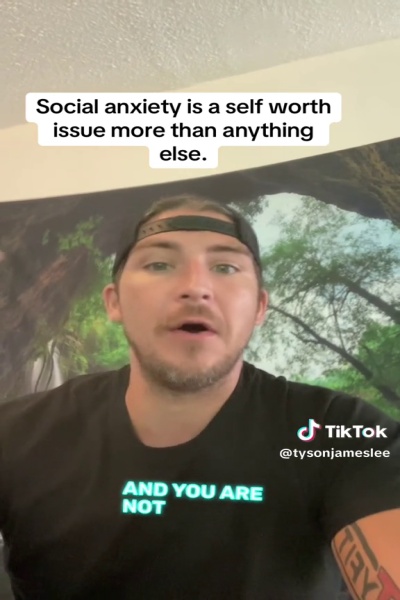 Social anxiety is a self worth
issue more than anything
else.
AND YOU ARE
NOT
TikTok
@tysonjameslee